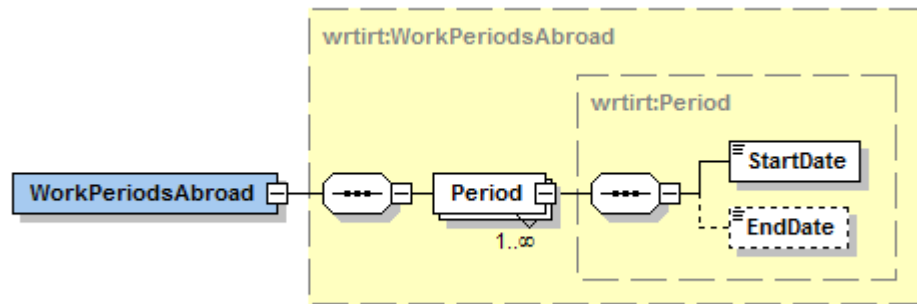 wrtirt:WorkPeriodsAbroad
wrtirt:Period
StartDate
WorkPeriodsAbroad
Period
EndDate
1..∞